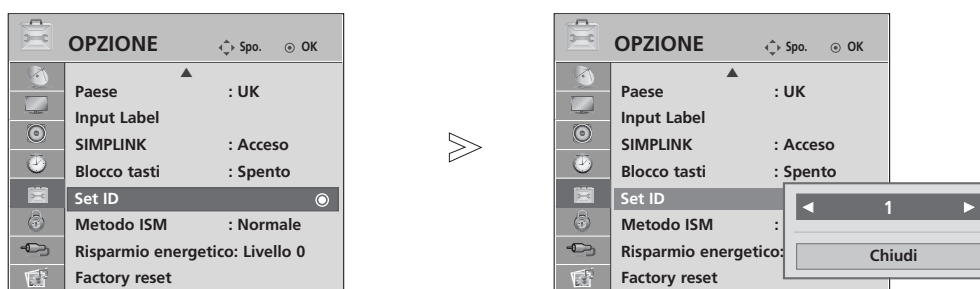 OPZIONE Spo. OK
Paese : UK
Input Label
SIMPLINK : Acceso
Blocco tasti : Spento
Set ID
Metodo ISM : Normale
Risparmio energetico: Livello 0
Factory reset
OPZIONE Spo. OK
Paese : UK
Input Label
SIMPLINK : Acceso
Blocco tasti : Spento
Set ID
Metodo ISM :
Risparmio energetico:
Factory reset
1
Chiudi